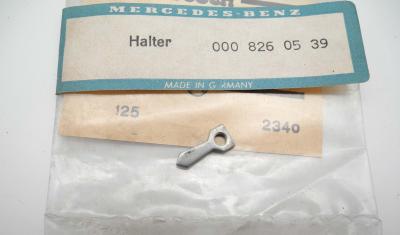 MERCEDES-BENZ
Halter 000 826 05 39
MADE IN G RMANY
125 2340